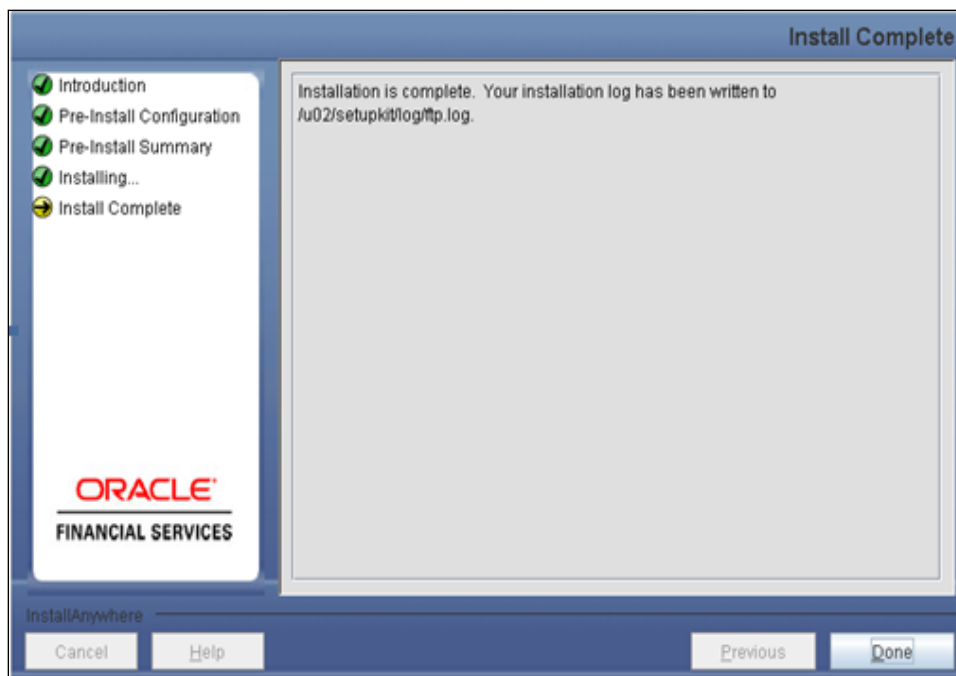 Install Complete
Introduction
Pre-Install Configuration
Pre-Install Summary
Installing...
Install Complete
Installation is complete. Your installation log has been written to
/u02/setupkit/log/ftp.log.
ORACLE
FINANCIAL SERVICES
InstallAnywhere
Cancel
Help
Previous
Done